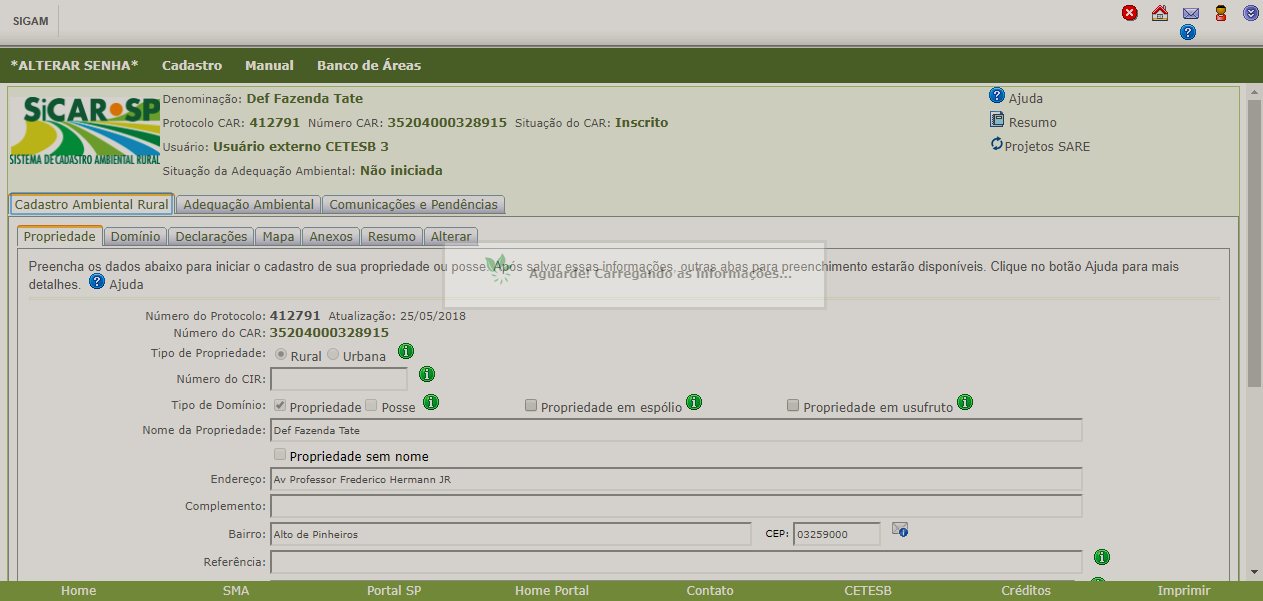 SIGAM
*ALTERAR SENHA* Cadastro Manual Banco de Áreas
SiCAR.SP
SISTEMA DE CADASTRO AMBIENTAL RURAL
Denominação: Def Fazenda Tate
Protocolo CAR: 412791 Número CAR: 35204000328915 Situação do CAR: Inscrito
Usuário: Usuário externo CETESB 3
Situação da Adequação Ambiental: Não iniciada
Ajuda
Resumo
Projetos SARE
Cadastro Ambiental Rural Adequação Ambiental Comunicações e Pendências
Propriedade Domínio Declarações Mapa Anexos Resumo Alterar
Preencha os dados abaixo para iniciar o cadastro de sua propriedade ou posse. Após salvar essas informações, outras abas para preenchimento estarão disponíveis. Clique no botão Ajuda para mais
detalhes. Ajuda
Aguarde! Carregando as Informações...
Número do Protocolo: 412791 Atualização: 25/05/2018
Número do CAR: 35204000328915
Tipo de Propriedade: Rural Urbana
Número do CIR:
Tipo de Domínio: Propriedade Posse Propriedade em espólio Propriedade em usufruto
Nome da Propriedade: Def Fazenda Tate
Propriedade sem nome
Endereço: Av Professor Frederico Hermann JR
Complemento:
Bairro: Alto de Pinheiros CEP: 03259000
Referência:
Home SMA Portal SP Home Portal Contato CETESB Créditos Imprimir